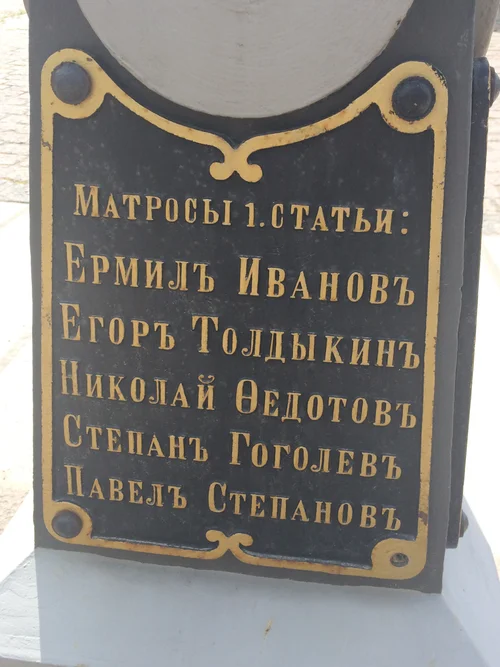 Матросы 1. статьи:
Ермилъ Ивановъ
Егоръ Толдыкинъ
Николай Ѳедотовъ
Степанъ Гоголевъ
Павелъ Степановъ